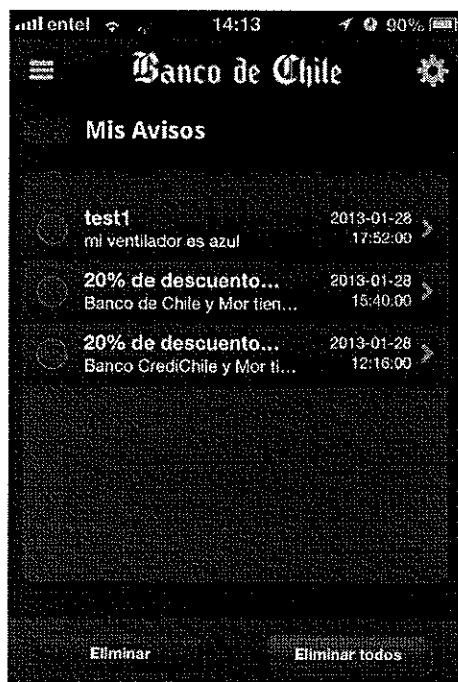 entel 14:13 90%
Banco de Chile
Mis Avisos
test1 2013-01-28
mi ventilador es azul 17:52:00
20% de descuento... 2013-01-28
Banco de Chile y Mor tien... 15:40:00
20% de descuento... 2013-01-28
Banco CrediChile y Mor ti... 12:16:00
Eliminar Eliminar todos